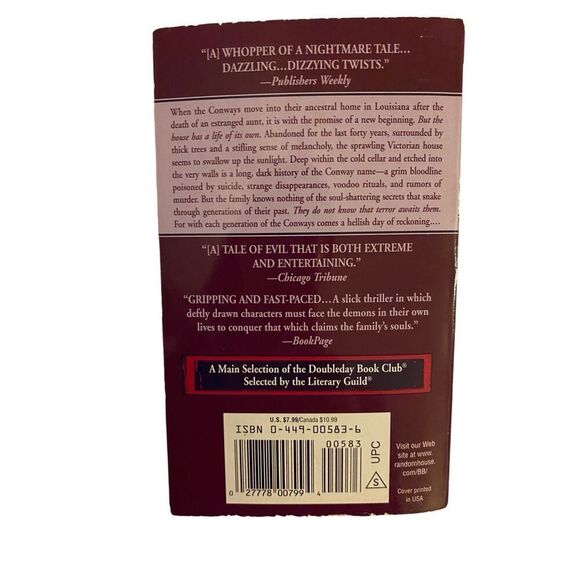 “[A] WHOPPER OF A NIGHTMARE TALE...
DAZZLING...DIZZYING TWISTS.”
—Publishers Weekly
When the Conways move into their ancestral home in Louisiana after the
death of an estranged aunt, it is with the promise of a new beginning. But the
house has a life of its own. Abandoned for the last forty years, surrounded by
thick trees and a stifling sense of melancholy, the sprawling Victorian house
seems to swallow up the sunlight. Deep within the cold cellar and etched into
the very walls is a long, dark history of the Conway name—a grim bloodline
poisoned by suicide, strange disappearances, voodoo rituals, and rumors of
murder. But the family knows nothing of the soul-shattering secrets that snake
through generations of their past. They do not know that terror awaits them.
For with each generation of the Conways comes a hellish day of reckoning....
“[A] TALE OF EVIL THAT IS BOTH EXTREME
AND ENTERTAINING.”
—Chicago Tribune
“GRIPPING AND FAST-PACED...A slick thriller in which
deftly drawn characters must face the demons in their own
lives to conquer that which claims the family’s souls.”
—BookPage
A Main Selection of the Doubleday Book Club®
Selected by the Literary Guild®
U.S. $7.99/Canada $10.99
ISBN 0-449-00583-6
00583
0 27778 00799 4
UPC
S
Visit our Web
site at www.
randomhouse.
com/BB/
Cover printed
in USA